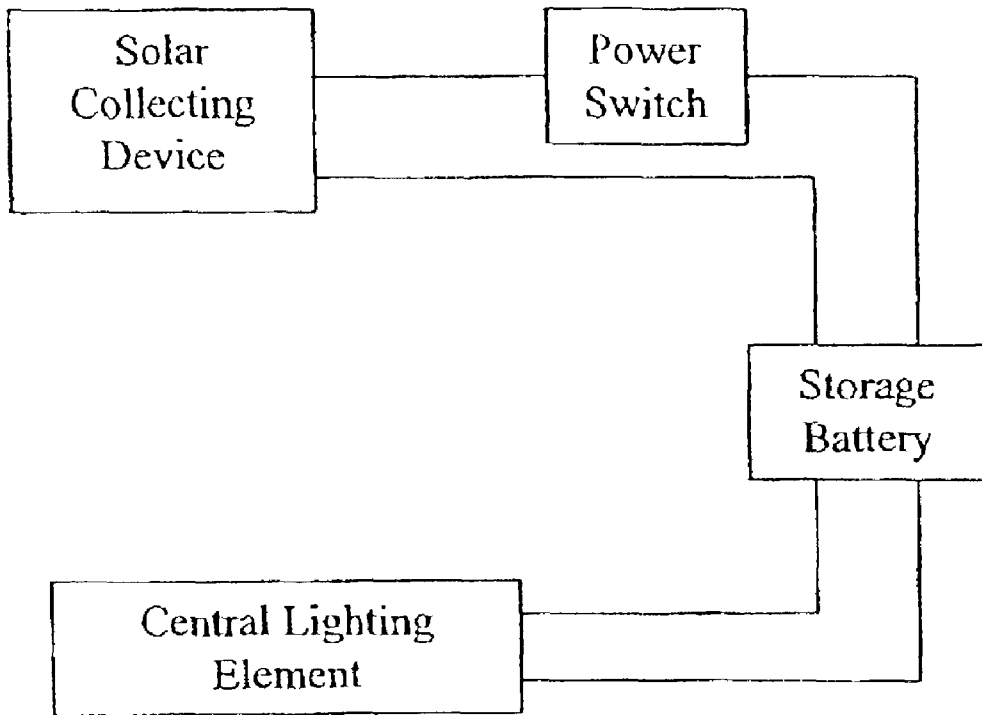 Solar
Collecting
Device
Power
Switch
Storage
Battery
Central Lighting
Element